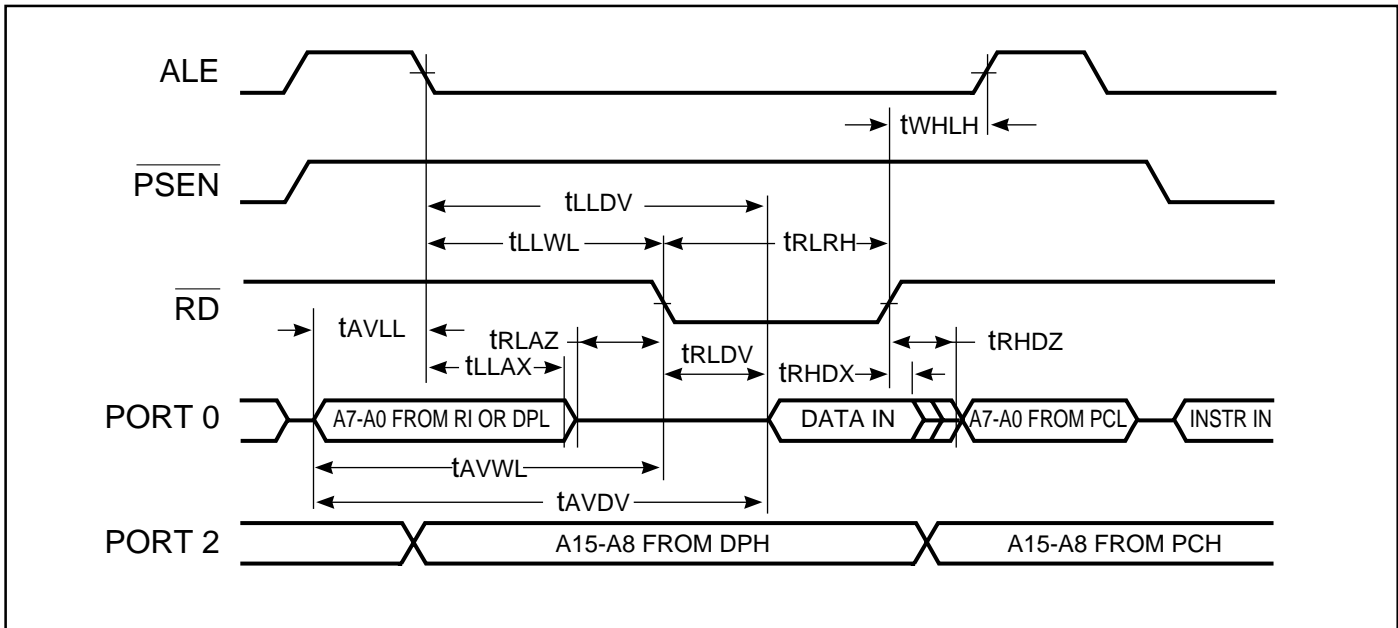 ALE
tWHLH
PSEN
tLLDV
tLLWL
tRLRH
RD
tAVLL
tRLAZ
tRLDV
tRHDZ
tLLAX
tRHDX
PORT 0
A7-A0 FROM RI OR DPL
DATA IN
A7-A0 FROM PCL
INSTR IN
tAVWL
tAVDV
PORT 2
A15-A8 FROM DPH
A15-A8 FROM PCH